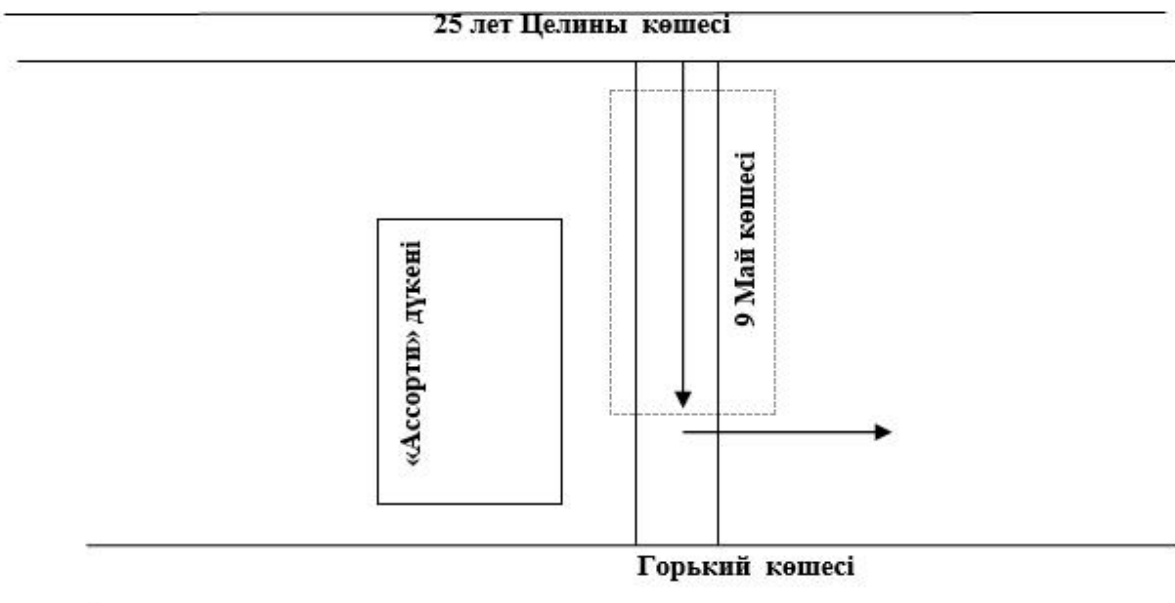 25 лет Целины көшесі
9 Май көшесі
«Ассорти» дүкені
Горький көшесі